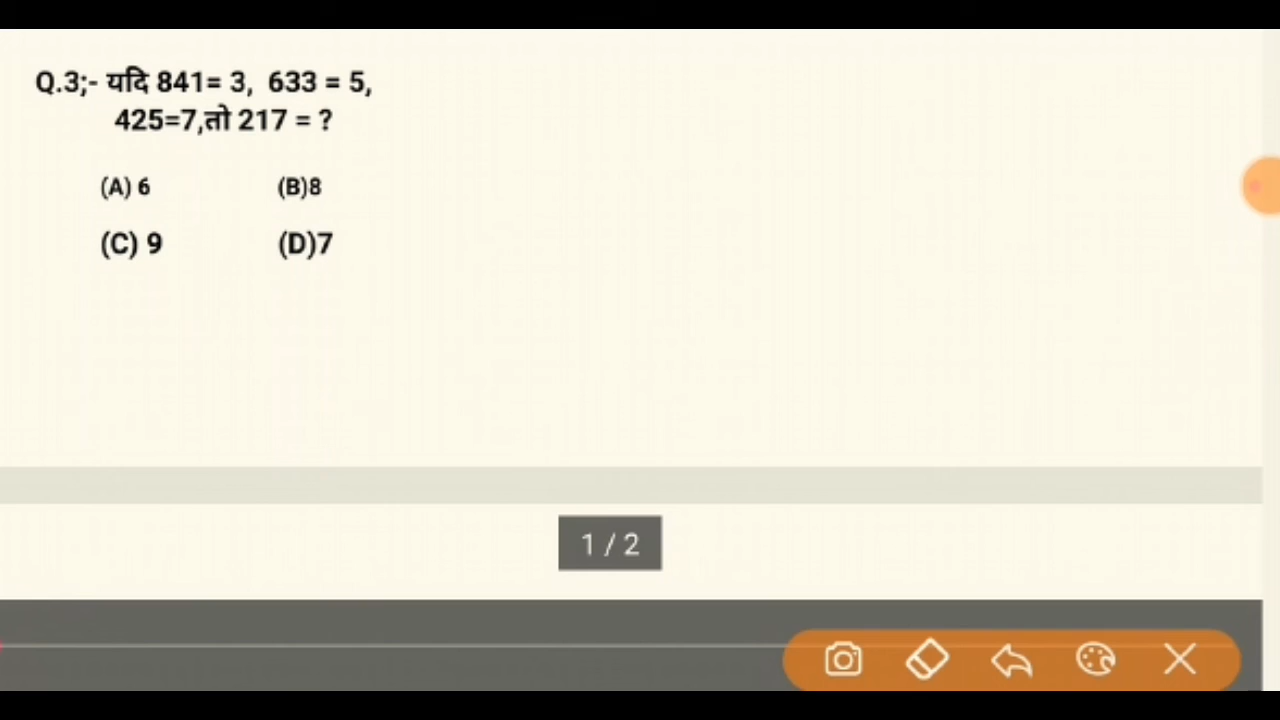 Q.3;- यदि 841= 3, 633 = 5,
425=7,तो 217 = ?
(A) 6 (B)8
(C) 9 (D)7
1 / 2